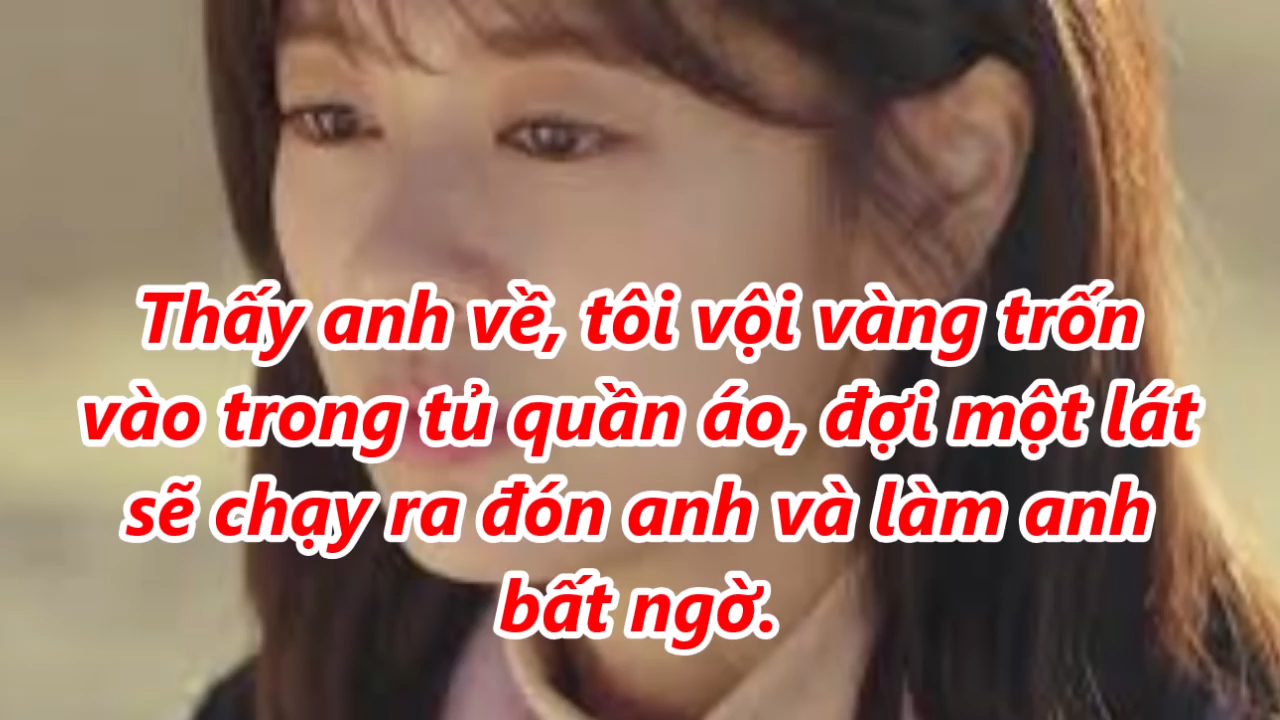 Thấy anh về, tôi vội vàng trốn
vào trong tủ quần áo, đợi một lát
sẽ chạy ra đón anh và làm anh
bất ngờ.